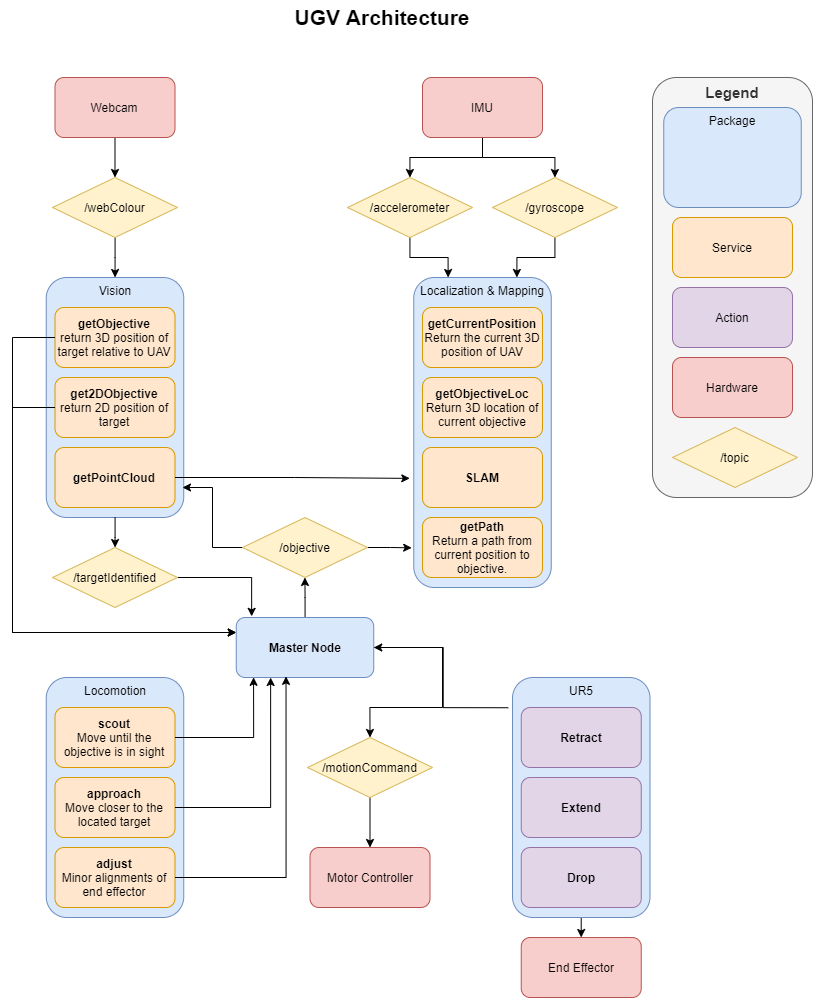 UGV Architecture
Webcam
IMU
Legend
Package
/webColour
/accelerometer
/gyroscope
Service
Vision
Localization & Mapping
Action
getObjective
return 3D position of
target relative to UAV
getCurrentPosition
Return the current 3D
position of UAV
Hardware
get2DObjective
return 2D position of
target
getObjectiveLoc
Return 3D location of
current objective
/topic
getPointCloud
SLAM
getPath
Return a path from
current position to
objective.
/objective
/targetIdentified
Master Node
Locomotion
UR5
scout
Move until the
objective is in sight
Retract
/motionCommand
approach
Move closer to the
located target
Extend
adjust
Minor alignments of
end effector
Motor Controller
Drop
End Effector